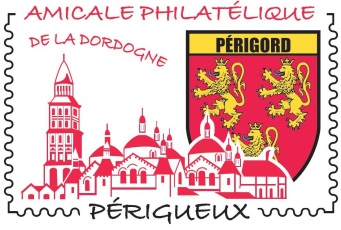 AMICALE PHILATÉLIQUE
DE LA DORDOGNE
PÉRIGORD
PÉRIGUEUX